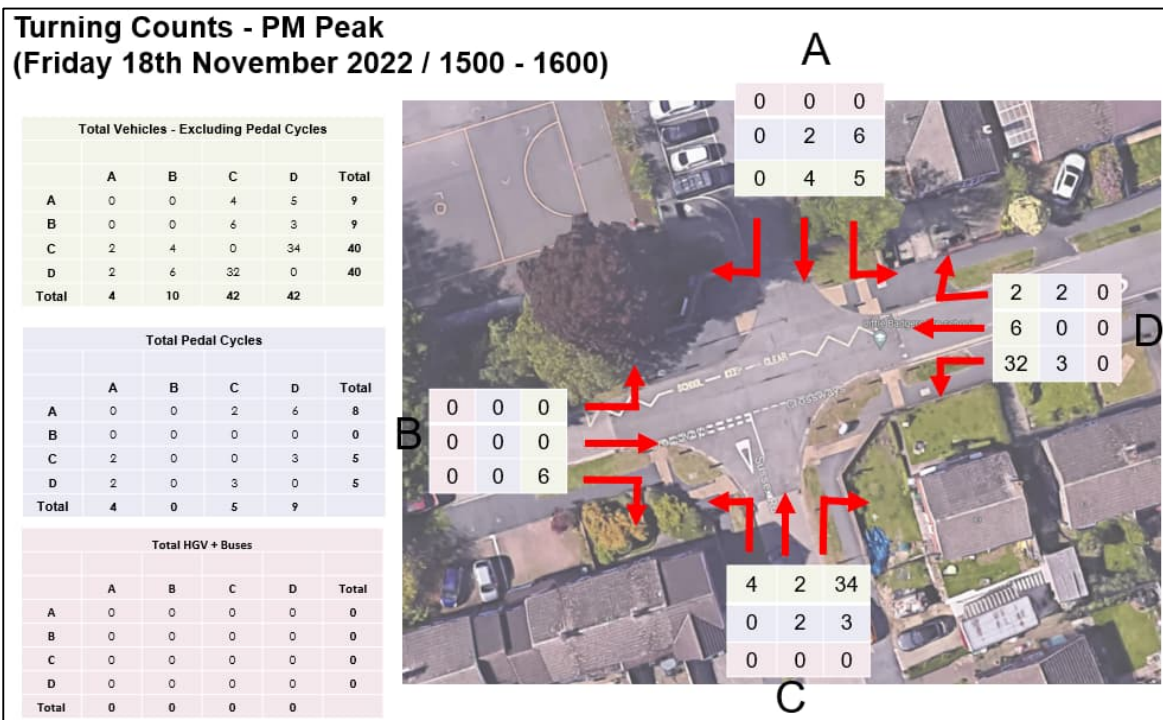 Turning Counts - PM Peak
(Friday 18th November 2022 / 1500 - 1600)
Total Vehicles - Excluding Pedal Cycles
A B C D Total
A 0 0 4 5 9
B 0 0 6 3 9
C 2 4 0 34 40
D 2 6 32 0 40
Total 4 10 42 42
Total Pedal Cycles
A B C D Total
A 0 0 2 6 8
B 0 0 0 0 0
C 2 0 0 3 5
D 2 0 3 0 5
Total 4 0 5 9
Total HGV + Buses
A B C D Total
A 0 0 0 0 0
B 0 0 0 0 0
C 0 0 0 0 0
D 0 0 0 0 0
Total 0 0 0 0
A
0 0 0
0 2 6
0 4 5
2 2 0
6 0 0
32 3 0
D
SCHOOL KEEP CLEAR
Crossway
B
0 0 0
0 0 0
0 0 6
4 2 34
0 2 3
0 0 0
C